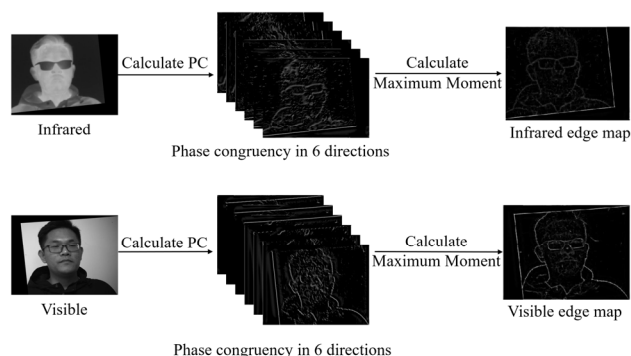 Calculate PC
Calculate
Maximum Moment
Infrared
Phase congruency in 6 directions
Infrared edge map
Calculate PC
Calculate
Maximum Moment
Visible
Phase congruency in 6 directions
Visible edge map